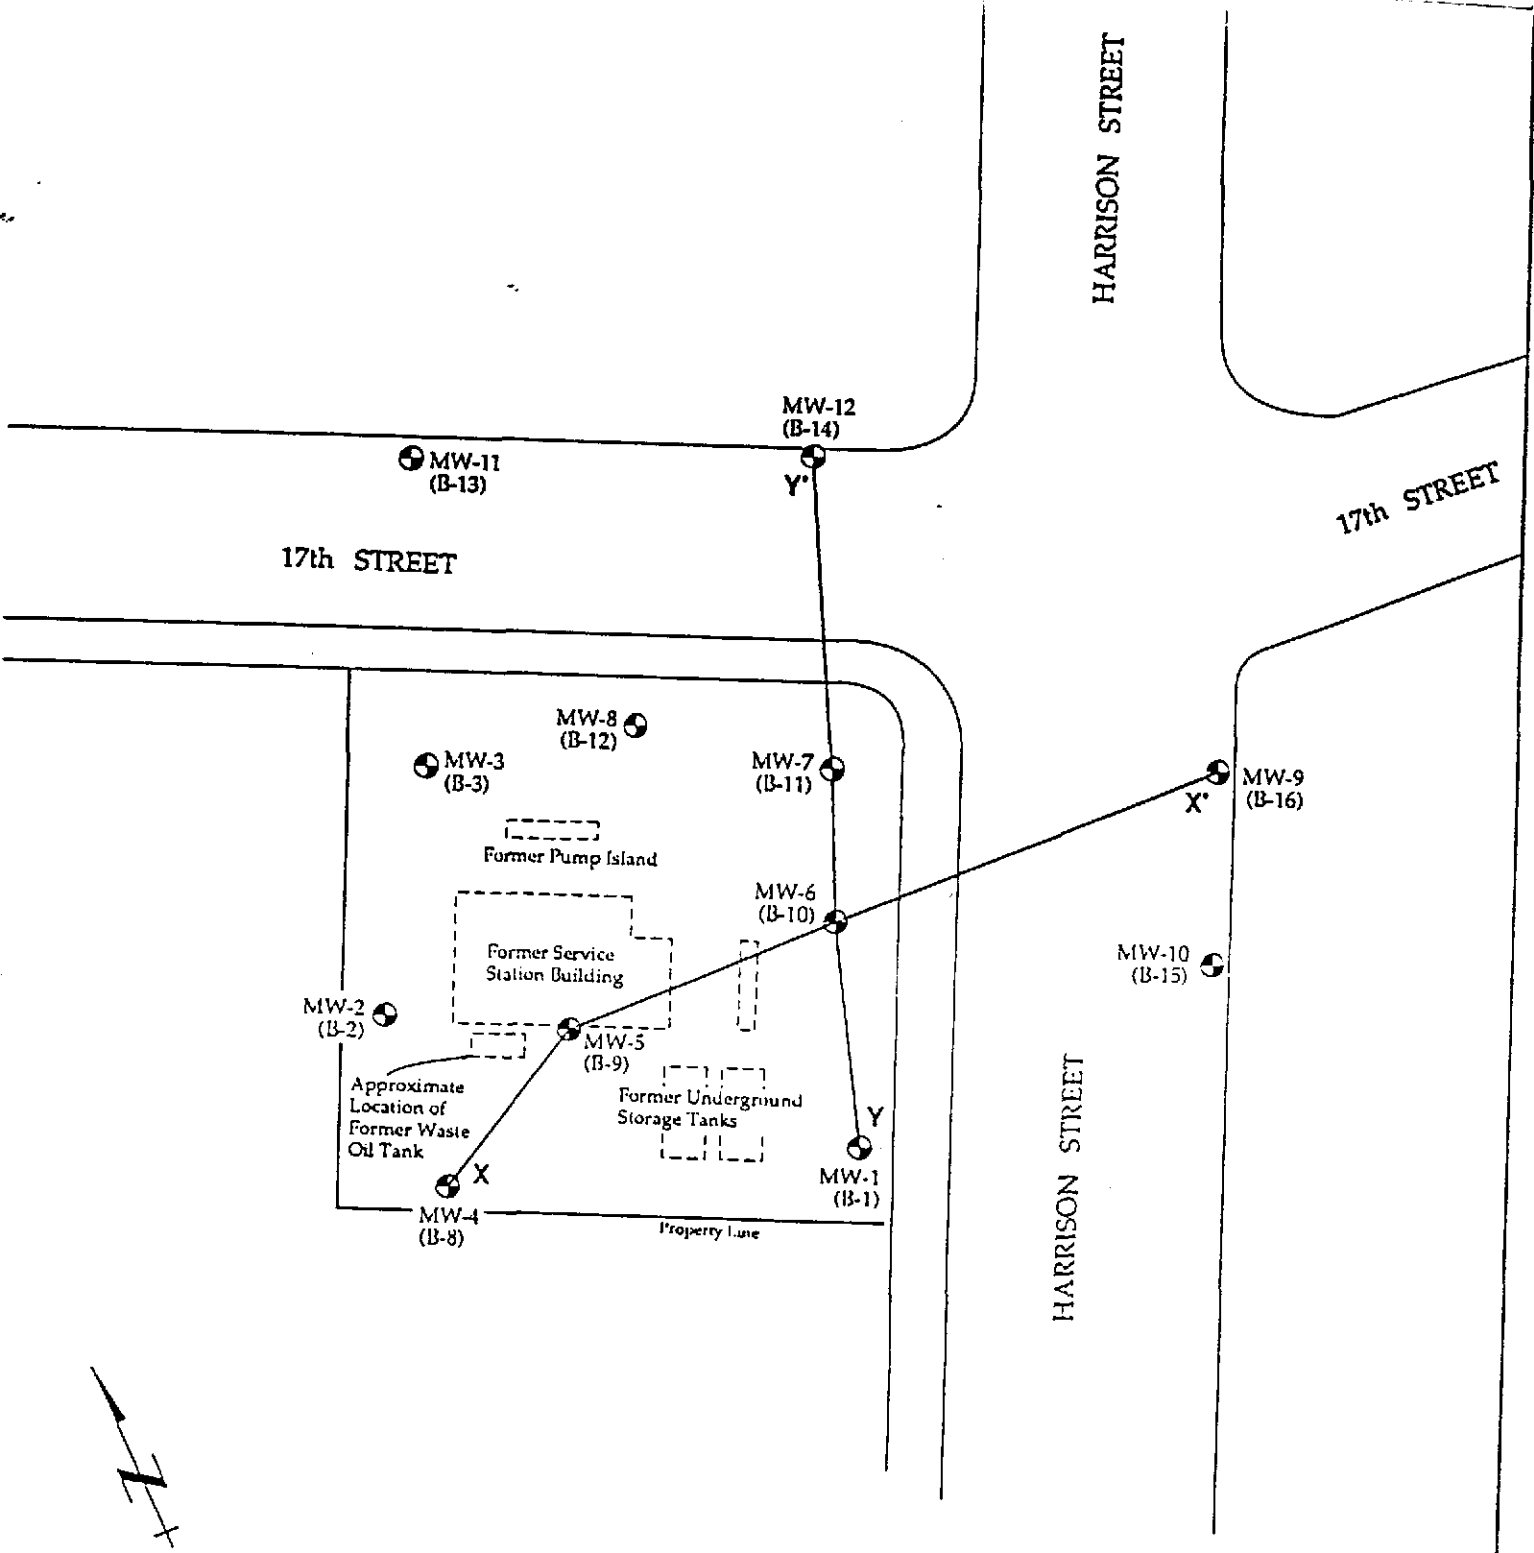 HARRISON STREET
MW-12
(B-14)
MW-11
(B-13)
Y'
17th STREET
17th STREET
MW-8
(B-12)
MW-3
(B-3)
MW-7
(B-11)
MW-9
(B-16)
X'
Former Pump Island
MW-6
(B-10)
Former Service
Station Building
MW-10
(B-15)
MW-2
(B-2)
MW-5
(B-9)
Approximate
Location of
Former Waste
Oil Tank
Former Underground
Storage Tanks
Y
X
MW-1
(B-1)
MW-4
(B-8)
Property Line
HARRISON STREET
N